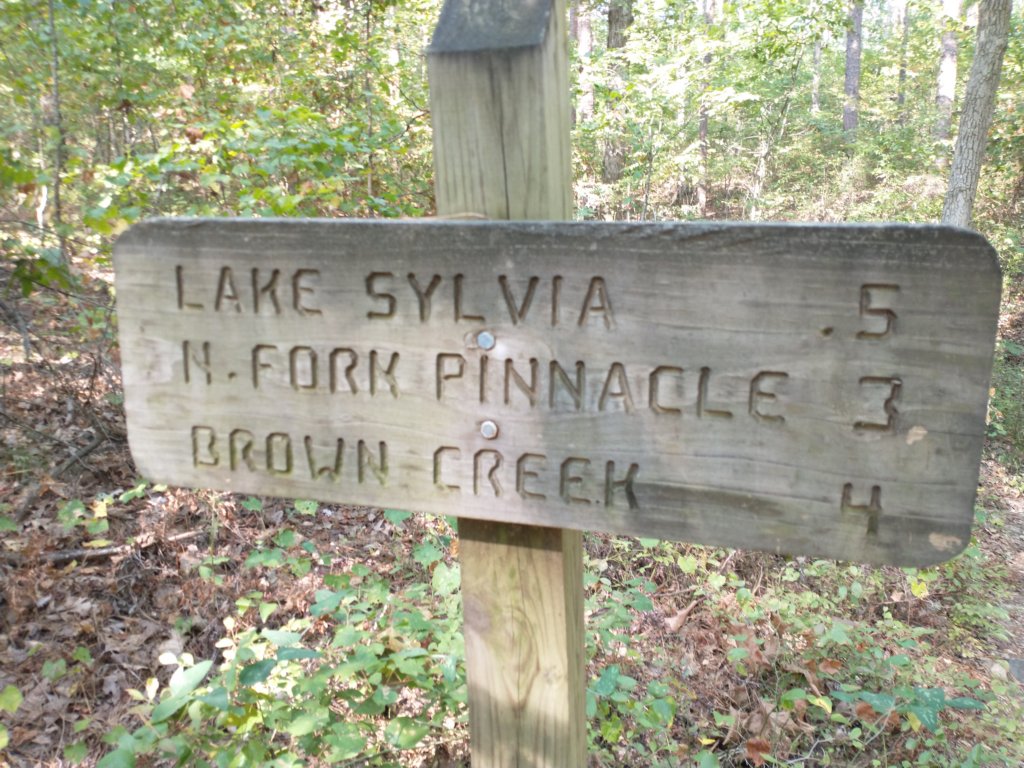 LAKE SYLVIA .5
N. FORK PINNACLE 3
BROWN CREEK 4